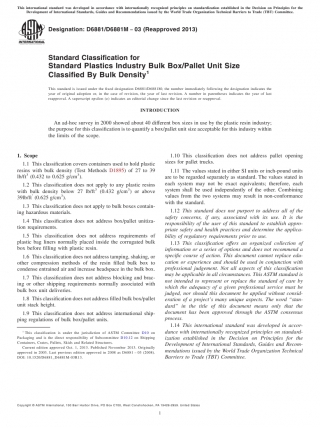 This international standard was developed in accordance with internationally recognized principles on standardization established in the Decision on Principles for the
Development of International Standards, Guides and Recommendations issued by the World Trade Organization Technical Barriers to Trade (TBT) Committee.
Designation: D6881/D6881M – 03 (Reapproved 2013)
Standard Classification for
Standard Plastics Industry Bulk Box/Pallet Unit Size
Classified By Bulk Density1
This standard is issued under the fixed designation D6881/D6881M; the number immediately following the designation indicates the
year of original adoption or, in the case of revision, the year of last revision. A number in parentheses indicates the year of last
reapproval. A superscript epsilon (ε) indicates an editorial change since the last revision or reapproval.
INTRODUCTION
An ad-hoc survey in 2000 showed about 40 different box sizes in use by the plastic resin industry;
the purpose for this classification is to quantify a box/pallet unit size acceptable for this industry within
the limits of the scope.
1. Scope
1.1 This classification covers containers used to hold plastic
resins with bulk density (Test Methods D1895) of 27 to 39
lb/ft3 (0.432 to 0.625 g/cm3).
1.2 This classification does not apply to any plastic resins
with bulk density below 27 lb/ft3 (0.432 g/cm3) or above
39lb/ft3 (0.625 g/cm3).
1.3 This classification does not apply to bulk boxes contain-
ing hazardous materials.
1.4 This classification does not address box/pallet unitiza-
tion requirements.
1.5 This classification does not address requirements of
plastic bag liners normally placed inside the corrugated bulk
box before filling with plastic resin.
1.6 This classification does not address tamping, shaking, or
other compression methods of the resin filled bulk box to
condense entrained air and increase headspace in the bulk box.
1.7 This classification does not address blocking and brac-
ing or other shipping requirements normally associated with
bulk box unit deliveries.
1.8 This classification does not address filled bulk box/pallet
unit stack height.
1.9 This classification does not address international ship-
ping regulations of bulk box/pallet units.
1 This classification is under the jurisdiction of ASTM Committee D10 on
Packaging and is the direct responsibility of Subcommittee D10.12 on Shipping
Containers, Crates, Pallets, Skids and Related Structures.
Current edition approved Oct. 1, 2013. Published November 2013. Originally
approved in 2003. Last previous edition approved in 2008 as D6881 – 03 (2008).
DOI: 10.1520/D6881_D6881M-03R13.
1.10 This classification does not address pallet opening
sizes for pallet trucks.
1.11 The values stated in either SI units or inch-pound units
are to be regarded separately as standard. The values stated in
each system may not be exact equivalents; therefore, each
system shall be used independently of the other. Combining
values from the two systems may result in non-conformance
with the standard.
1.12 This standard does not purport to address all of the
safety concerns, if any, associated with its use. It is the
responsibility of the user of this standard to establish appro-
priate safety and health practices and determine the applica-
bility of regulatory requirements prior to use.
1.13 This classification offers an organized collection of
information or a series of options and does not recommend a
specific course of action. This document cannot replace edu-
cation or experience and should be used in conjunction with
professional judgement. Not all aspects of this classification
may be applicable in all circumstances. This ASTM standard is
not intended to represent or replace the standard of care by
which the adequacy of a given professional service must be
judged, nor should this document be applied without consid-
eration of a project's many unique aspects. The word "stan-
dard" in the title of this document means only that the
document has been approved through the ASTM consensus
process.
1.14 This international standard was developed in accor-
dance with internationally recognized principles on standard-
ization established in the Decision on Principles for the
Development of International Standards, Guides and Recom-
mendations issued by the World Trade Organization Technical
Barriers to Trade (TBT) Committee.
Copyright © ASTM International, 100 Barr Harbor Drive, PO Box C700, West Conshohocken, PA 19428-2959. United States
1